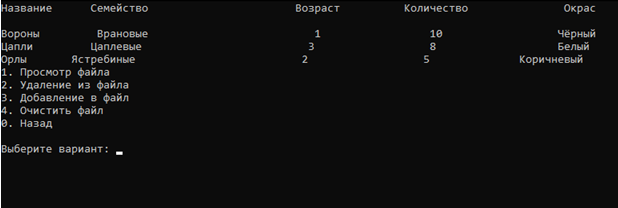 Название Семейство Возраст Количество Окрас
Вороны Врановые 1 10 Чёрный
Цапли Цаплевые 3 8 Белый
Орлы Ястребиные 2 5 Коричневый
1. Просмотр файла
2. Удаление из файла
3. Добавление в файл
4. Очистить файл
0. Назад
Выберите вариант: